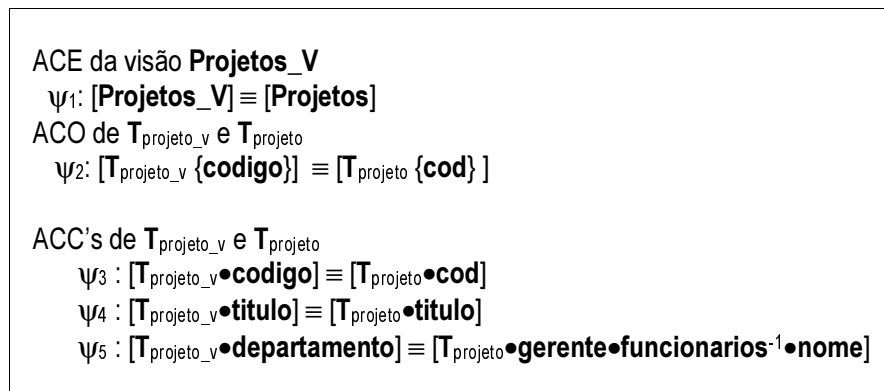 ACE da visão Projetos_V
ψ1: [Projetos_V] ≡ [Projetos]
ACO de Tprojeto_v e Tprojeto
ψ2: [Tprojeto_v {codigo}] ≡ [Tprojeto {cod} ]
ACC's de Tprojeto_v e Tprojeto
ψ3 : [Tprojeto_v•codigo] ≡ [Tprojeto•cod]
ψ4 : [Tprojeto_v•titulo] ≡ [Tprojeto•titulo]
ψ5 : [Tprojeto_v•departamento] ≡ [Tprojeto•gerente•funcionarios-1•nome]